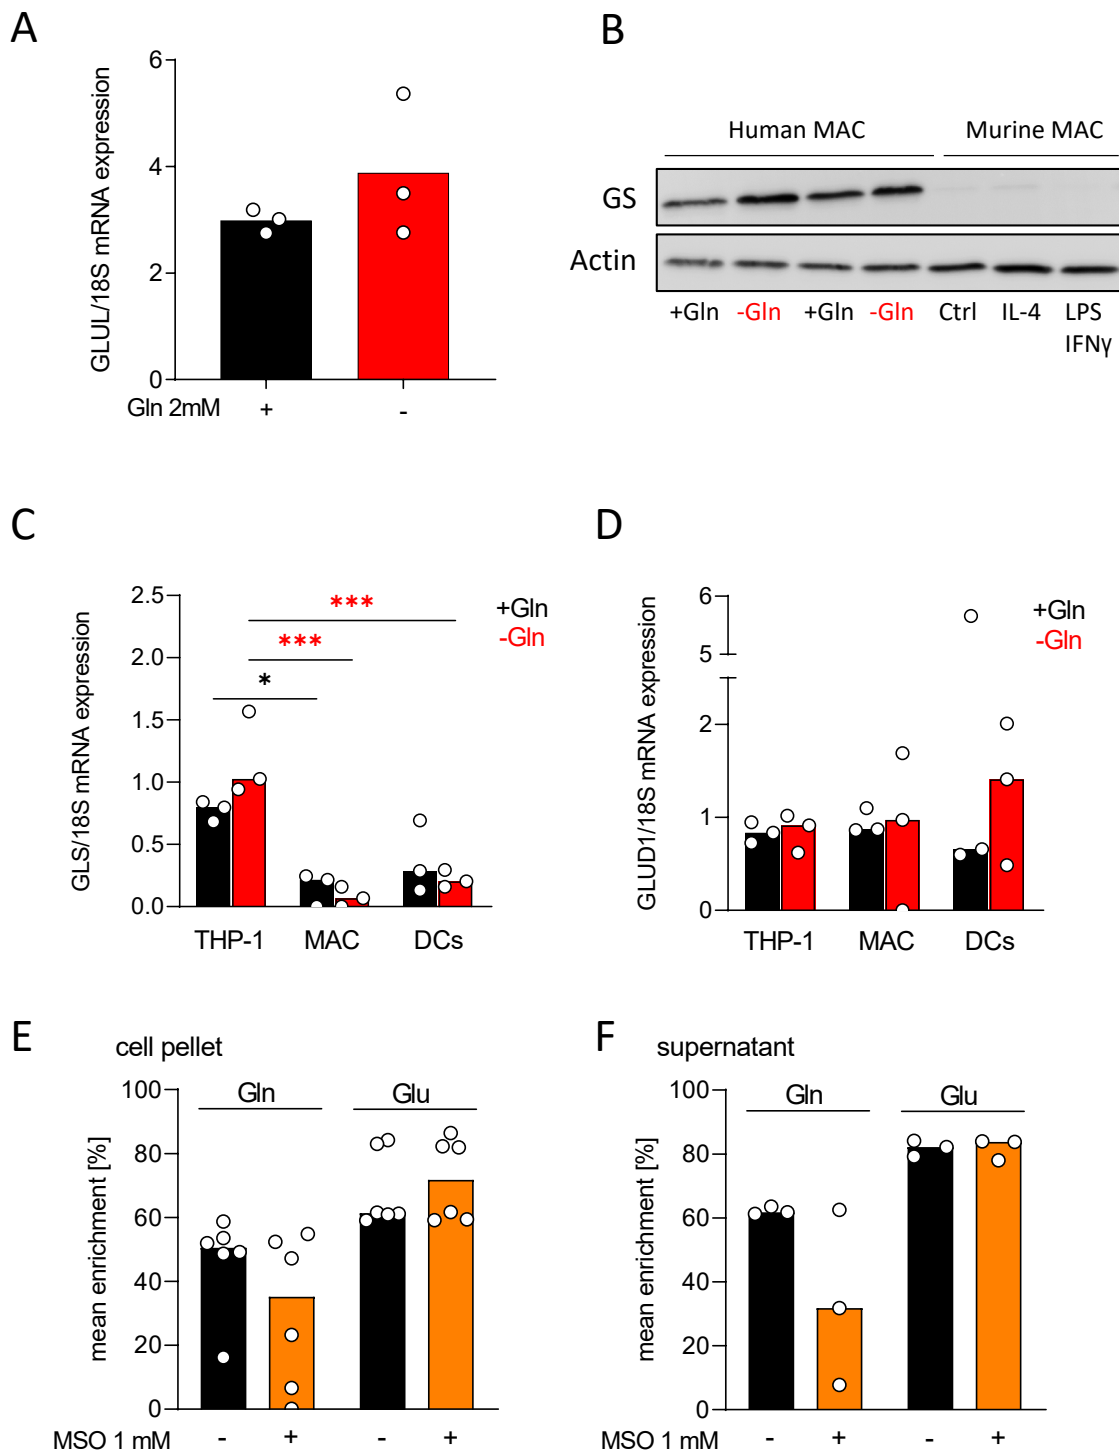 A
GLUL/18S mRNA expression
6
4
2
0
Gln 2mM + -
B
Human MAC Murine MAC
GS
Actin
+Gln -Gln +Gln -Gln Ctrl IL-4 LPS
IFNγ
C
GLS/18S mRNA expression
2.5
2.0
1.5
1.0
0.5
0.0
*** 
***
*
+Gln
-Gln
THP-1 MAC DCs
D
GLUD1/18S mRNA expression
6
5
2
1
0
+Gln
-Gln
THP-1 MAC DCs
E cell pellet
mean enrichment [%]
100
80
60
40
20
0
Gln Glu
MSO 1 mM - + - +
F supernatant
mean enrichment [%]
100
80
60
40
20
0
Gln Glu
MSO 1 mM - + - +